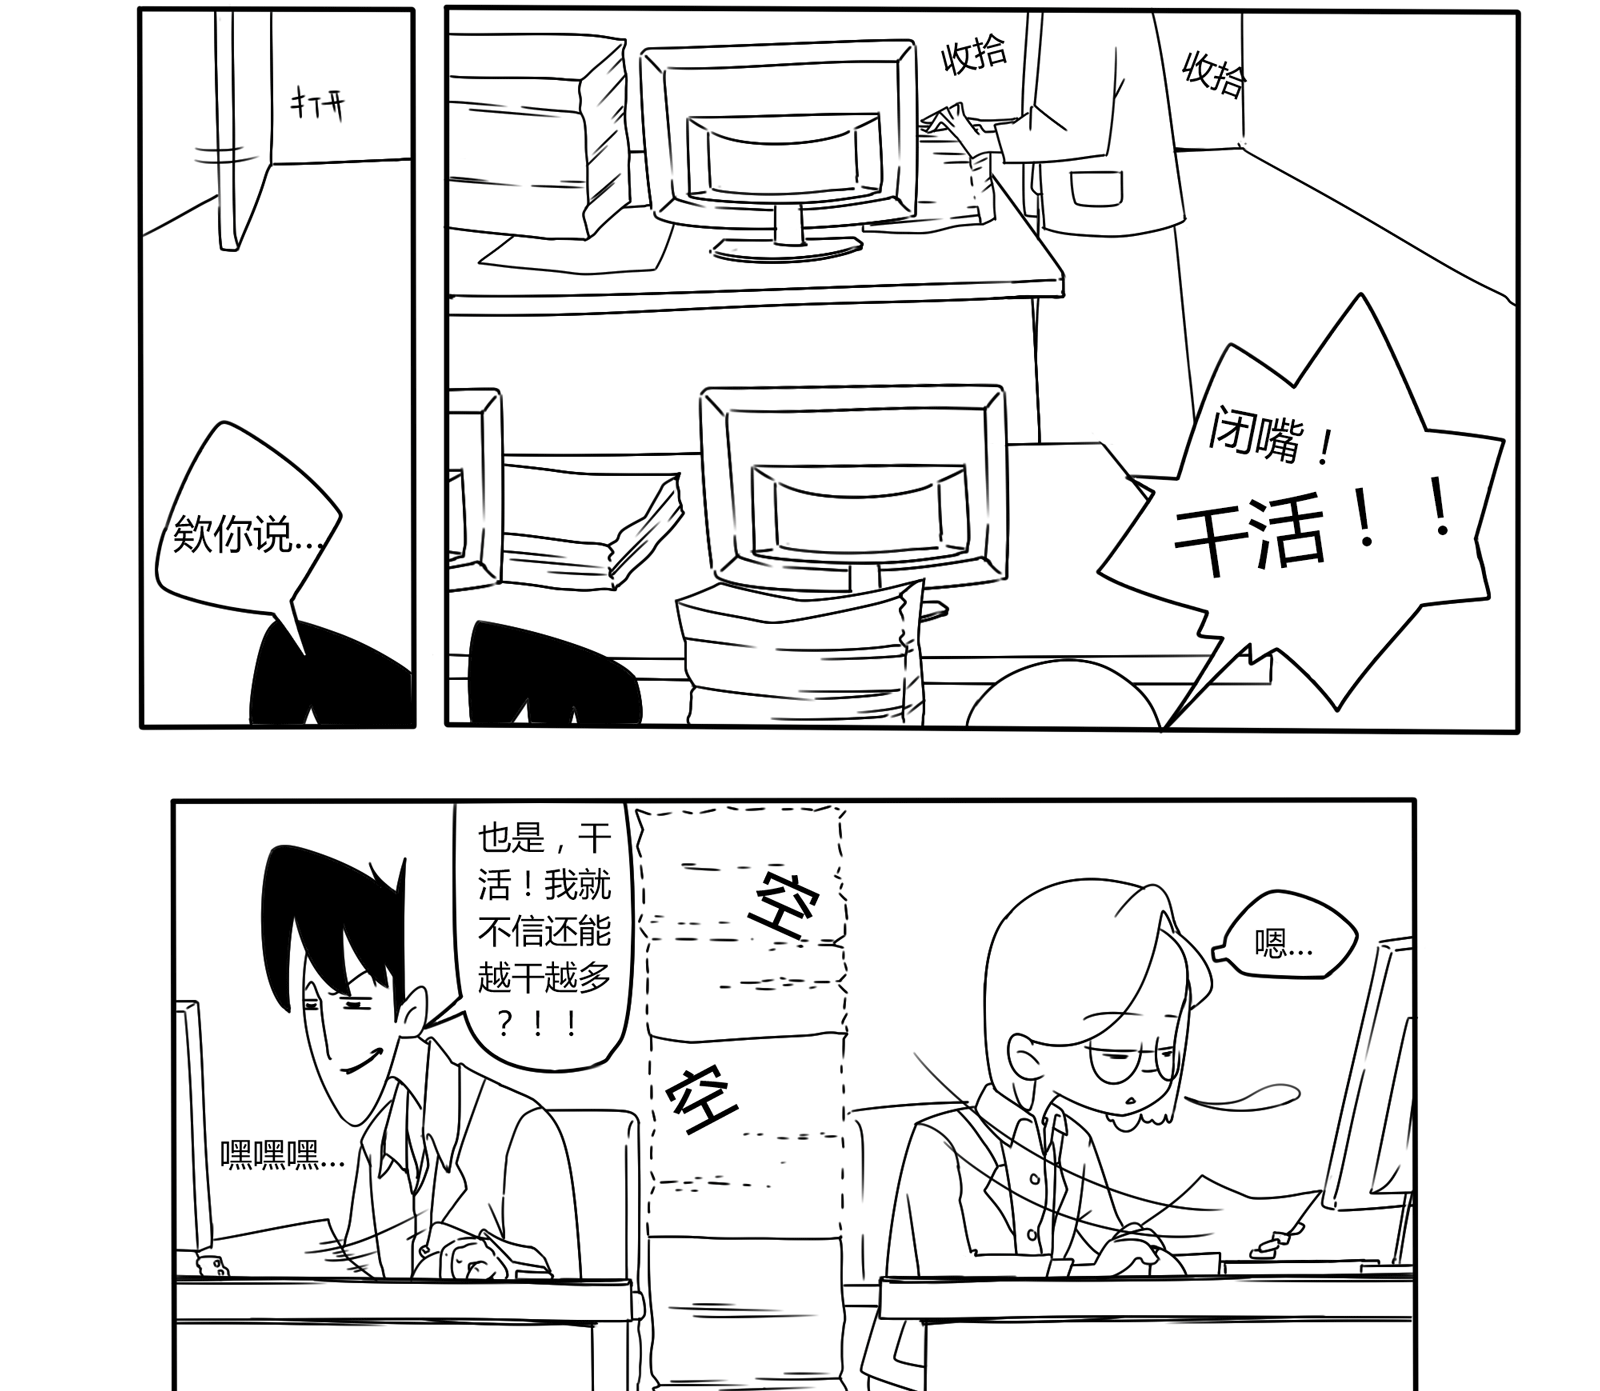 打开
欸你说...
收拾
收拾
闭嘴！
干活！！
也是，干
活！我就
不信还能
越干越多
？！！
嘿嘿嘿...
空
空
嗯...